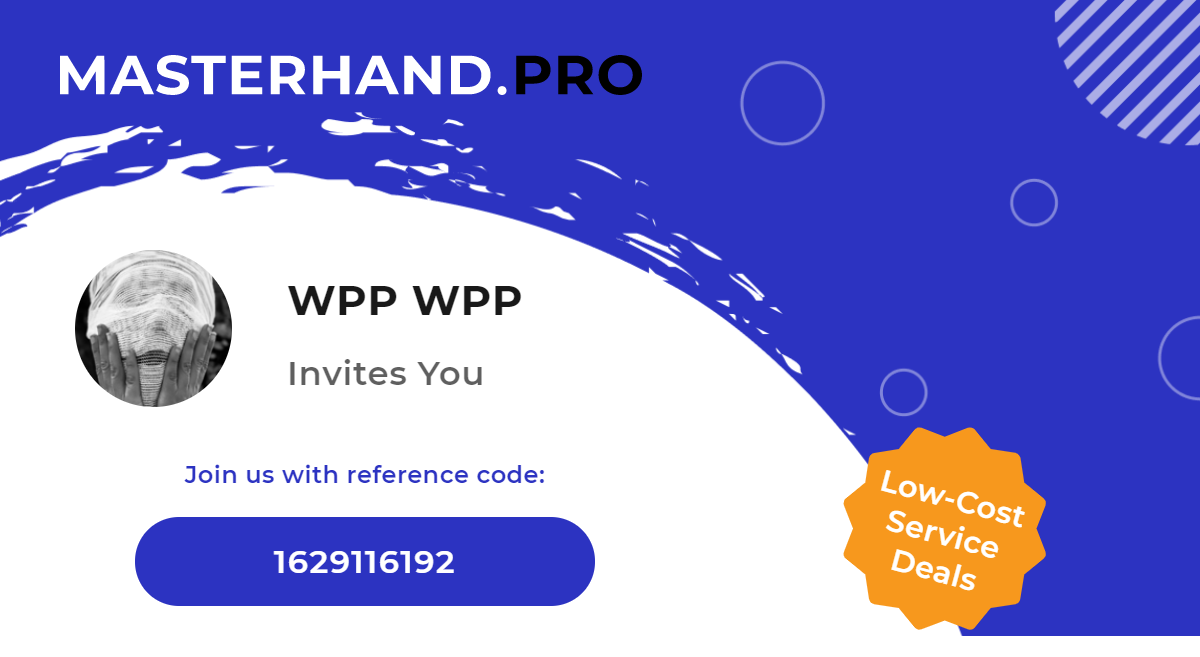 MASTERHAND.PRO
WPP WPP
Invites You
Join us with reference code:
1629116192
Low-Cost
Service
Deals